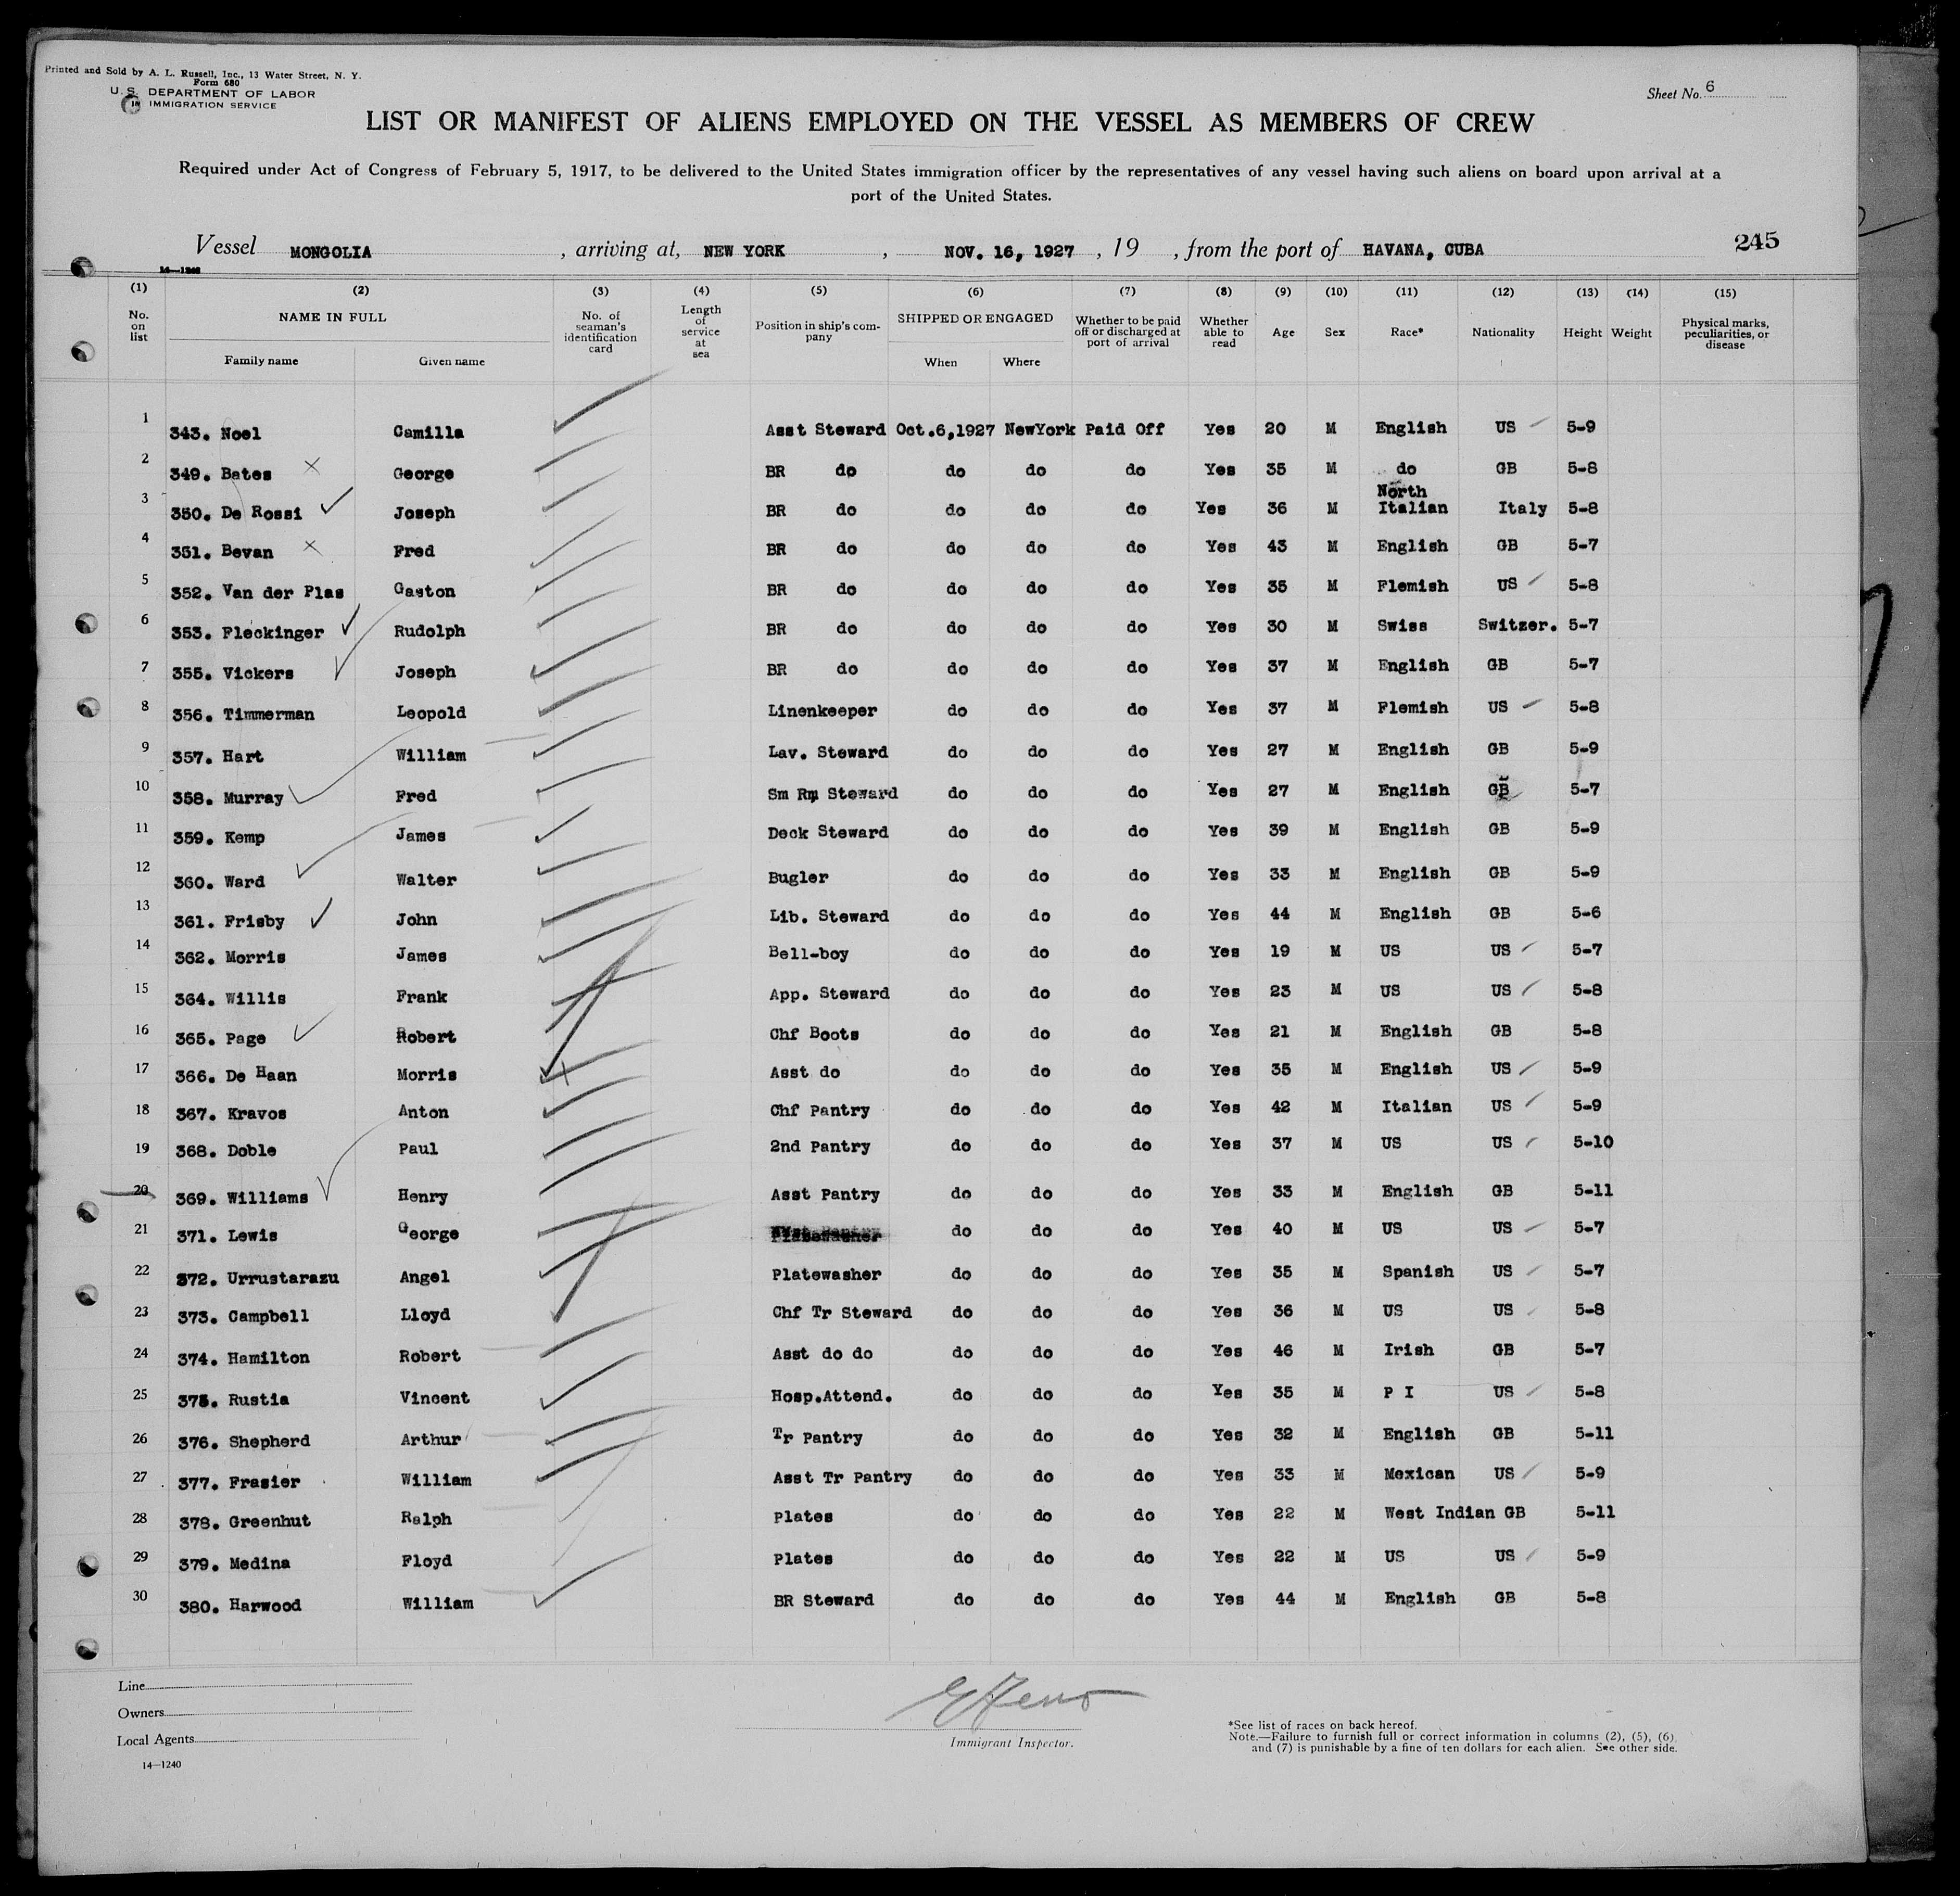 Printed and Sold by A. L. Russell, Inc., 13 Water Street, N. Y.
Form 680
U. S. DEPARTMENT OF LABOR
IMMIGRATION SERVICE
Sheet No. 6
LIST OR MANIFEST OF ALIENS EMPLOYED ON THE VESSEL AS MEMBERS OF CREW
Required under Act of Congress of February 5, 1917, to be delivered to the United States immigration officer by the representatives of any vessel having such aliens on board upon arrival at a
port of the United States.
Vessel MONGOLIA , arriving at, NEW YORK , NOV. 16, 1927 , 19 , from the port of HAVANA, CUBA 245
14—1240
(1) (2) (3) (4) (5) (6) (7) (8) (9) (10) (11) (12) (13) (14) (15)
No. on list NAME IN FULL Family name Given name No. of seaman's identification card Length of service at sea Position in ship's company SHIPPED OR ENGAGED When Where Whether to be paid off or discharged at port of arrival Whether able to read Age Sex Race* Nationality Height Weight Physical marks, peculiarities, or disease
1 343. Noel Camilla Asst Steward Oct.6,1927 NewYork Paid Off Yes 20 M English US 5-9
2 349. Bates George BR do do do do Yes 35 M do GB 5-8
3 350. De Rossi Joseph BR do do do do Yes 36 M North Italian Italy 5-8
4 351. Bevan Fred BR do do do do Yes 43 M English GB 5-7
5 352. Van der Plas Gaston BR do do do do Yes 35 M Flemish US 5-8
6 353. Fleckinger Rudolph BR do do do do Yes 30 M Swiss Switzer. 5-7
7 355. Vickers Joseph BR do do do do Yes 37 M English GB 5-7
8 356. Timmerman Leopold Linenkeeper do do do Yes 37 M Flemish US 5-8
9 357. Hart William Lav. Steward do do do Yes 27 M English GB 5-9
10 358. Murray Fred Sm Rm Steward do do do Yes 27 M English GB 5-7
11 359. Kemp James Deck Steward do do do Yes 39 M English GB 5-9
12 360. Ward Walter Bugler do do do Yes 33 M English GB 5-9
13 361. Frisby John Lib. Steward do do do Yes 44 M English GB 5-6
14 362. Morris James Bell-boy do do do Yes 19 M US US 5-7
15 364. Willis Frank App. Steward do do do Yes 23 M US US 5-8
16 365. Page Robert Chf Boots do do do Yes 21 M English GB 5-8
17 366. De Haan Morris Asst do do do do Yes 35 M English US 5-9
18 367. Kravos Anton Chf Pantry do do do Yes 42 M Italian US 5-9
19 368. Doble Paul 2nd Pantry do do do Yes 37 M US US 5-10
20 369. Williams Henry Asst Pantry do do do Yes 33 M English GB 5-11
21 371. Lewis George do do do Yes 40 M US US 5-7
22 372. Urrustarazu Angel Platewasher do do do Yes 35 M Spanish US 5-7
23 373. Campbell Lloyd Chf Tr Steward do do do Yes 36 M US US 5-8
24 374. Hamilton Robert Asst do do do do do Yes 46 M Irish GB 5-7
25 375. Rustia Vincent Hosp.Attend. do do do Yes 35 M P I US 5-8
26 376. Shepherd Arthur Tr Pantry do do do Yes 32 M English GB 5-11
27 377. Frasier William Asst Tr Pantry do do do Yes 33 M Mexican US 5-9
28 378. Greenhut Ralph Plates do do do Yes 22 M West Indian GB 5-11
29 379. Medina Floyd Plates do do do Yes 22 M US US 5-9
30 380. Harwood William BR Steward do do do Yes 44 M English GB 5-8
Line
Owners
Local Agents
14—1240
Immigrant Inspector.
*See list of races on back hereof.
Note.—Failure to furnish full or correct information in columns (2), (5), (6)
and (7) is punishable by a fine of ten dollars for each alien. See other side.